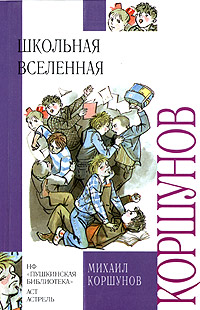 ШКОЛЬНАЯ
ВСЕЛЕННАЯ
КОРШУНОВ
НФ
«ПУШКИНСКАЯ
БИБЛИОТЕКА»
АСТ
АСТРЕЛЬ
МИХАИЛ
КОРШУНОВ